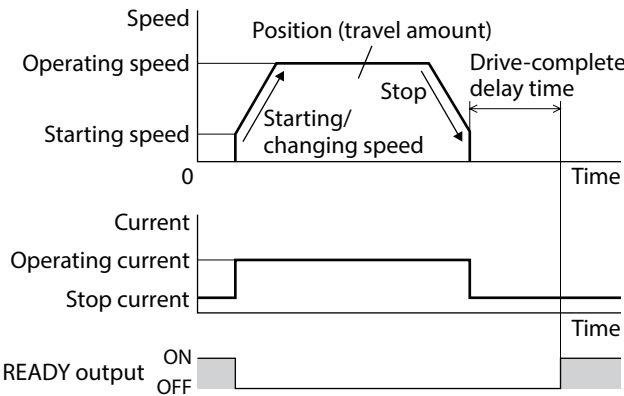 Speed
Position (travel amount)
Operating speed
Drive-complete
delay time
Stop
Starting/
changing speed
Starting speed
0
Time
Current
Operating current
Stop current
Time
READY output
ON
OFF